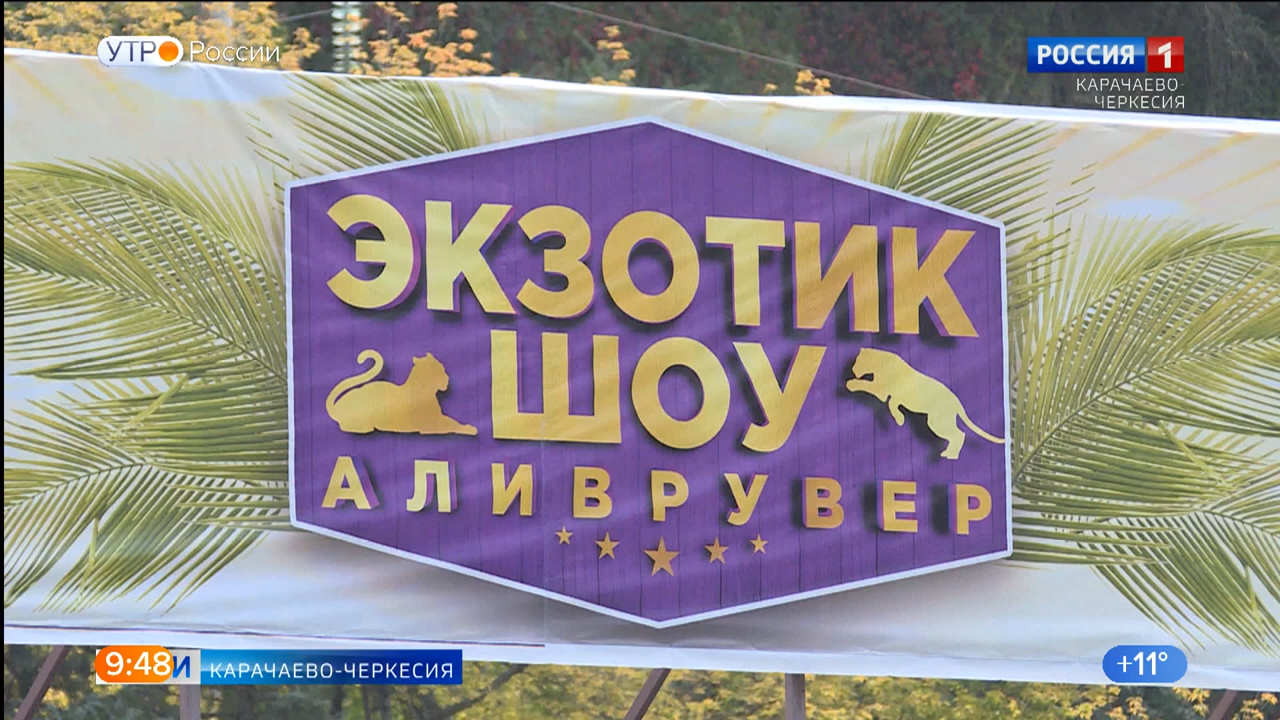 УТРО России
РОССИЯ 1
КАРАЧАЕВО-
ЧЕРКЕСИЯ
ЭКЗОТИК
ШОУ
АЛИВРУВЕР
9:48 И КАРАЧАЕВО-ЧЕРКЕСИЯ
+11°